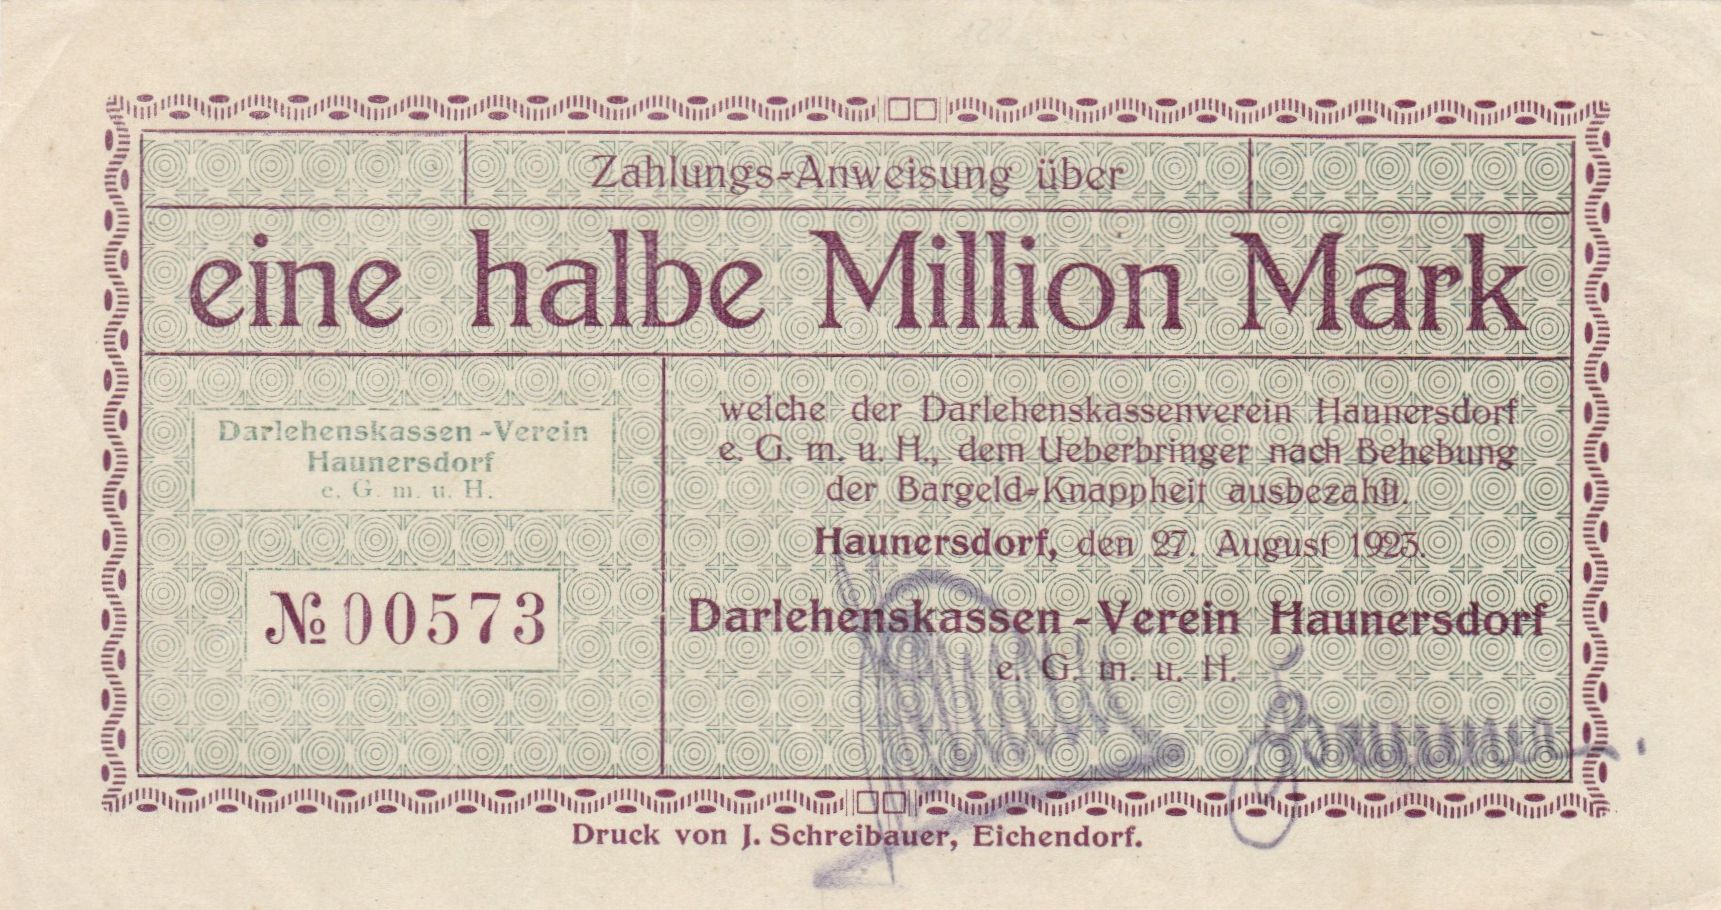 Zahlungs-Anweisung über
eine halbe Million Mark
Darlehenskassen-Verein
Haunersdorf
e. G. m. u. H.
№ 00573
welche der Darlehenskassenverein Haunersdorf
e. G. m. u. H., dem Ueberbringer nach Behebung
der Bargeld-Knappheit ausbezahlt.
Haunersdorf, den 27. August 1923.
Darlehenskassen-Verein Haunersdorf
e. G. m. u. H.
Druck von J. Schreibauer, Eichendorf.